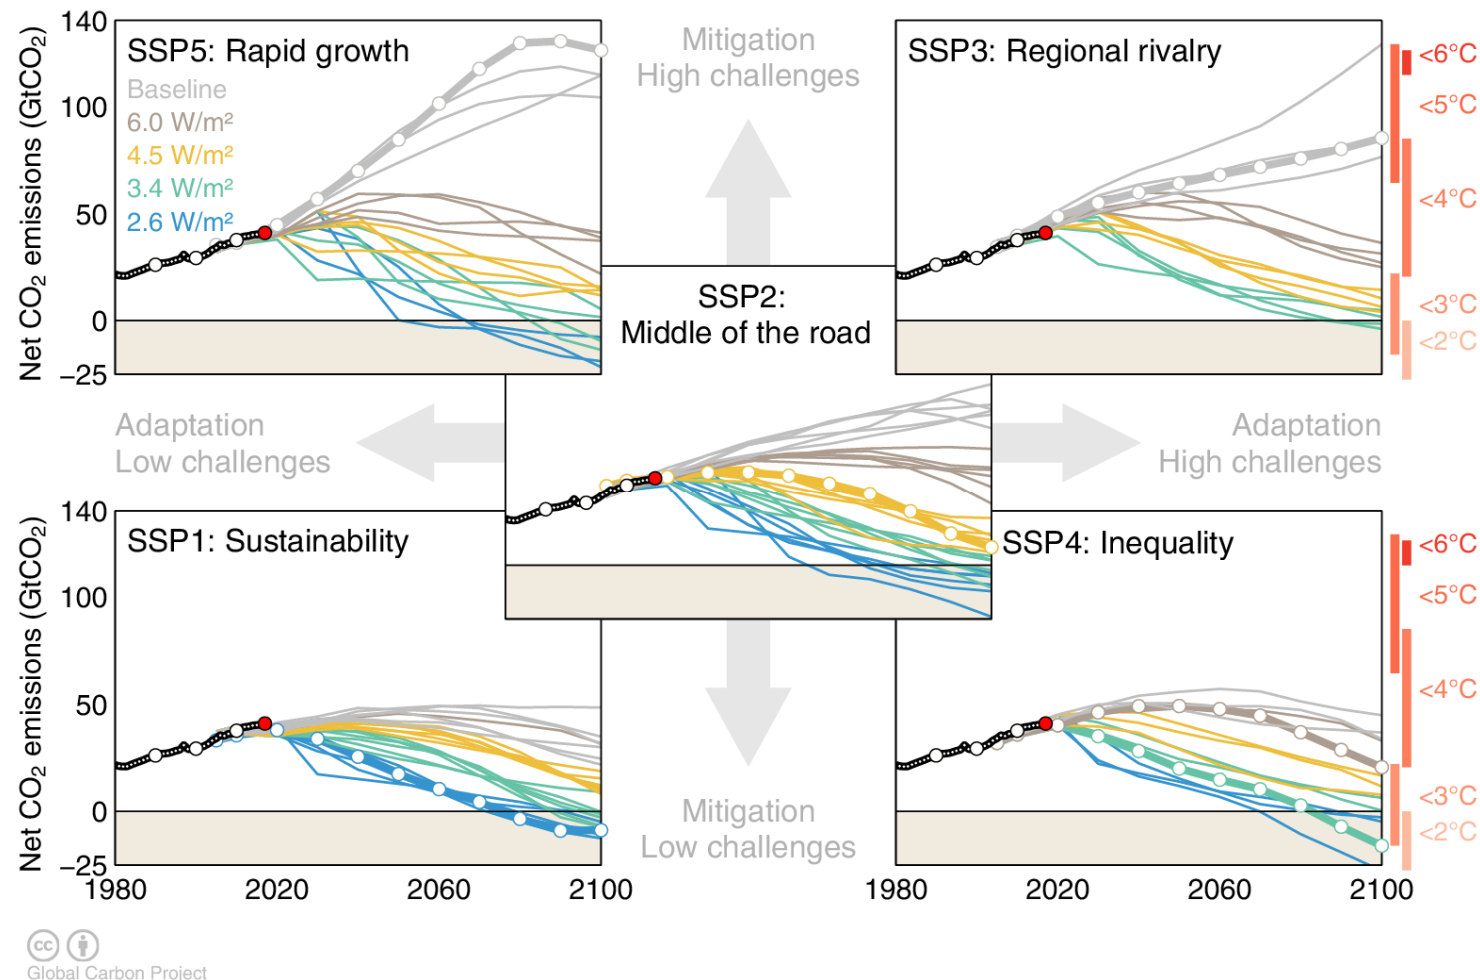 140
100
50
0
−25
Net CO₂ emissions (GtCO₂)
SSP5: Rapid growth
Baseline
6.0 W/m²
4.5 W/m²
3.4 W/m²
2.6 W/m²
Mitigation
High challenges
SSP3: Regional rivalry
<6°C
<5°C
<4°C
<3°C
<2°C
SSP2:
Middle of the road
Adaptation
Low challenges
Adaptation
High challenges
140
100
50
0
−25
Net CO₂ emissions (GtCO₂)
SSP1: Sustainability
SSP4: Inequality
<6°C
<5°C
<4°C
<3°C
<2°C
Mitigation
Low challenges
1980
2020
2060
2100
1980
2020
2060
2100
cc
Global Carbon Project